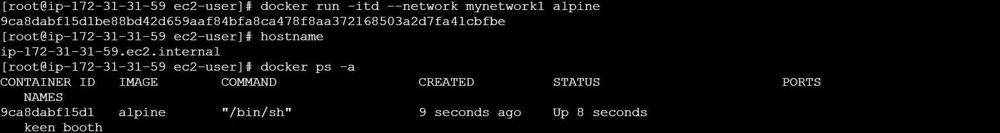 [root@ip-172-31-31-59 ec2-user]# docker run -itd --network mynetwork1 alpine
9ca8dabf15d1be88bd42d659aaf84bfa8ca478f8aa372168503a2d7fa41cbfbe
[root@ip-172-31-31-59 ec2-user]# hostname
ip-172-31-31-59.ec2.internal
[root@ip-172-31-31-59 ec2-user]# docker ps -a
CONTAINER ID   IMAGE        COMMAND                  CREATED          STATUS                       PORTS
   NAMES
9ca8dabf15d1   alpine       "/bin/sh"                9 seconds ago    Up 8 seconds
   keen_booth